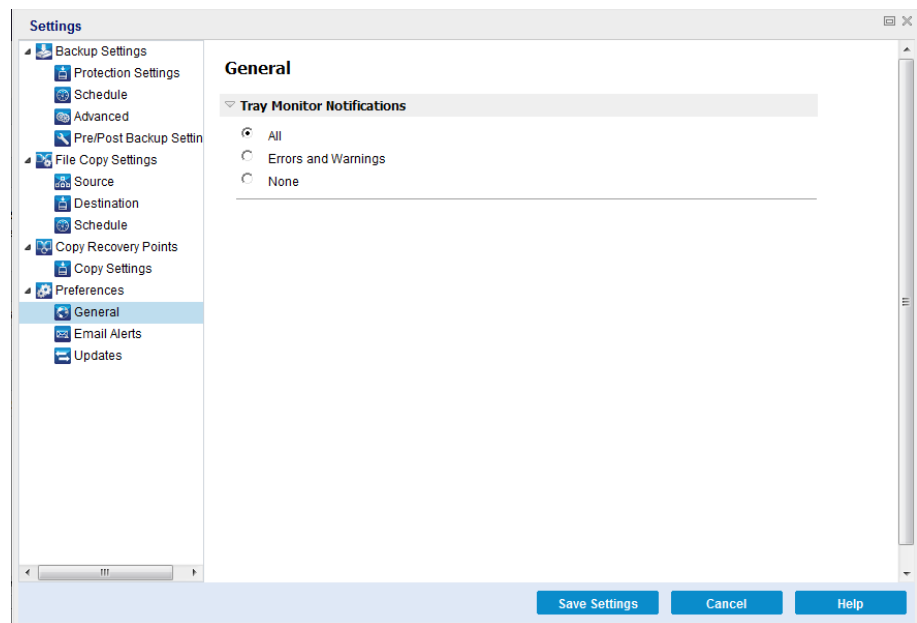 Settings
Backup Settings
Protection Settings
Schedule
Advanced
Pre/Post Backup Settin
File Copy Settings
Source
Destination
Schedule
Copy Recovery Points
Copy Settings
Preferences
General
Email Alerts
Updates
General
Tray Monitor Notifications
All
Errors and Warnings
None
Save Settings
Cancel
Help